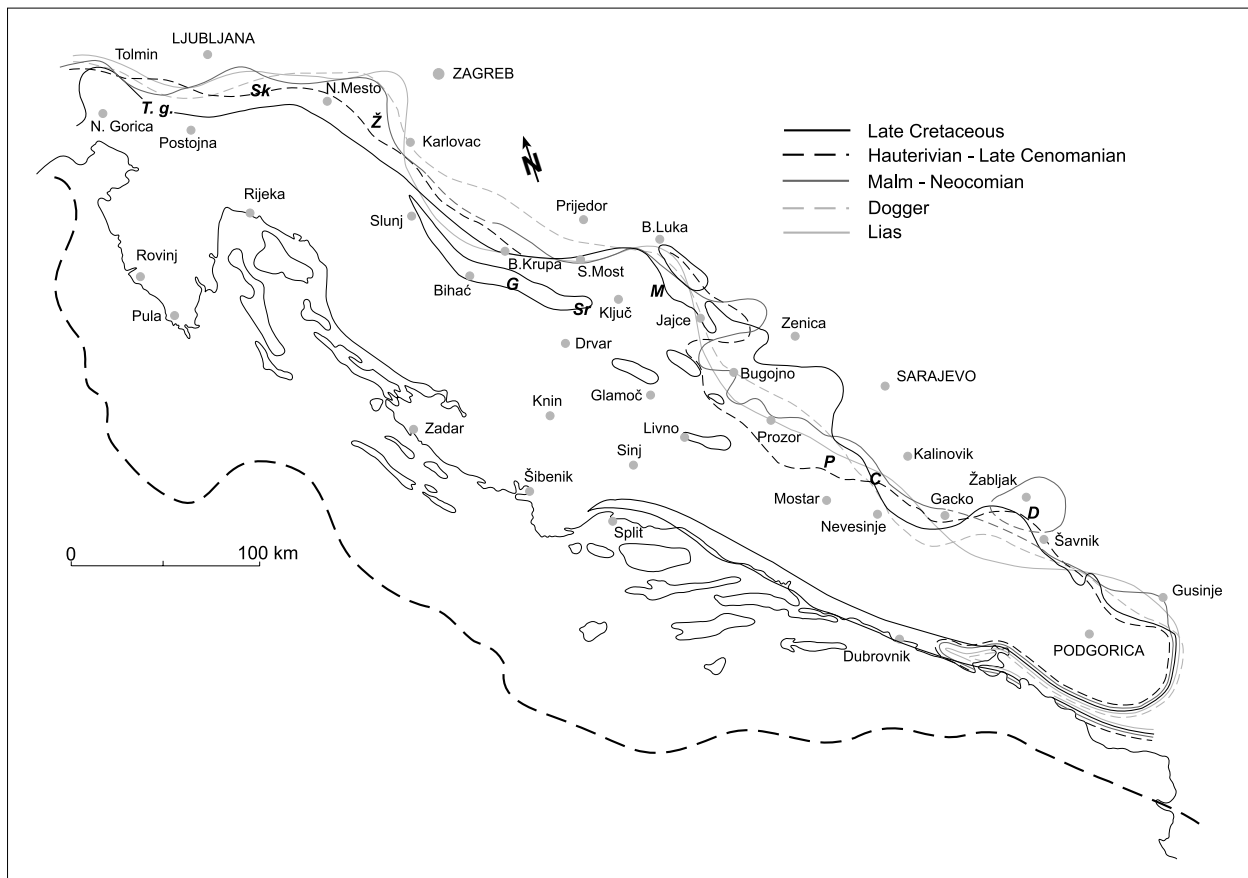 LJUBLJANA
Tolmin
ZAGREB
Sk
N.Mesto
T. g.
N. Gorica
Postojna
Ž
Karlovac
N
Late Cretaceous
Hauterivian - Late Cenomanian
Malm - Neocomian
Dogger
Lias
Rijeka
Slunj
Prijedor
B.Luka
Rovinj
B.Krupa
S.Most
Bihać
G
M
Pula
Sr
Ključ
Jajce
Zenica
Drvar
Bugojno
SARAJEVO
Glamoč
Knin
Zadar
Livno
Prozor
Sinj
P
C
Kalinovik
Žabljak
Šibenik
Mostar
Gacko
D
Nevesinje
Split
Šavnik
0
100 km
Gusinje
Dubrovnik
PODGORICA